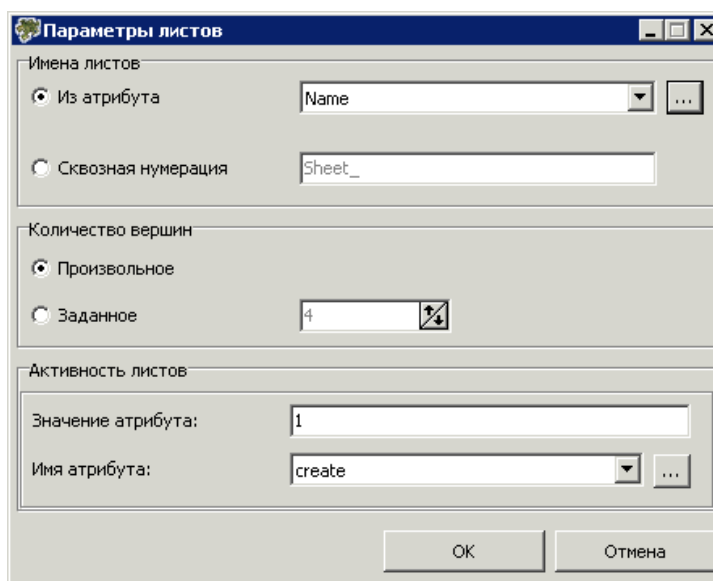 Параметры листов
Имена листов
Из атрибута Name ...
Сквозная нумерация Sheet_
Количество вершин
Произвольное
Заданное 4
Активность листов
Значение атрибута: 1
Имя атрибута: create ...
OK Отмена